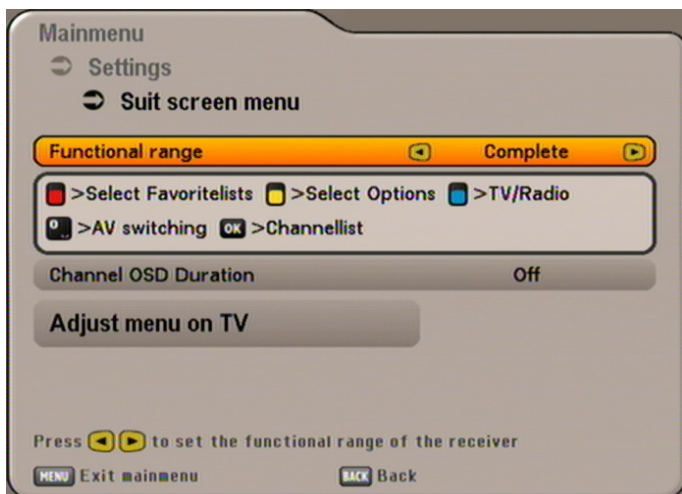 Mainmenu
Settings
Suit screen menu
Functional range Complete
>Select Favoritelists >Select Options >TV/Radio
0 >AV switching OK >Channellist
Channel OSD Duration Off
Adjust menu on TV
Press to set the functional range of the receiver
MENU Exit mainmenu BACK Back